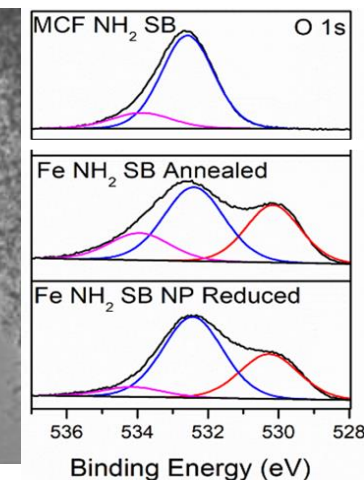 MCF NH₂ SB O 1s
Fe NH₂ SB Annealed
Fe NH₂ SB NP Reduced
536 534 532 530 528
Binding Energy (eV)